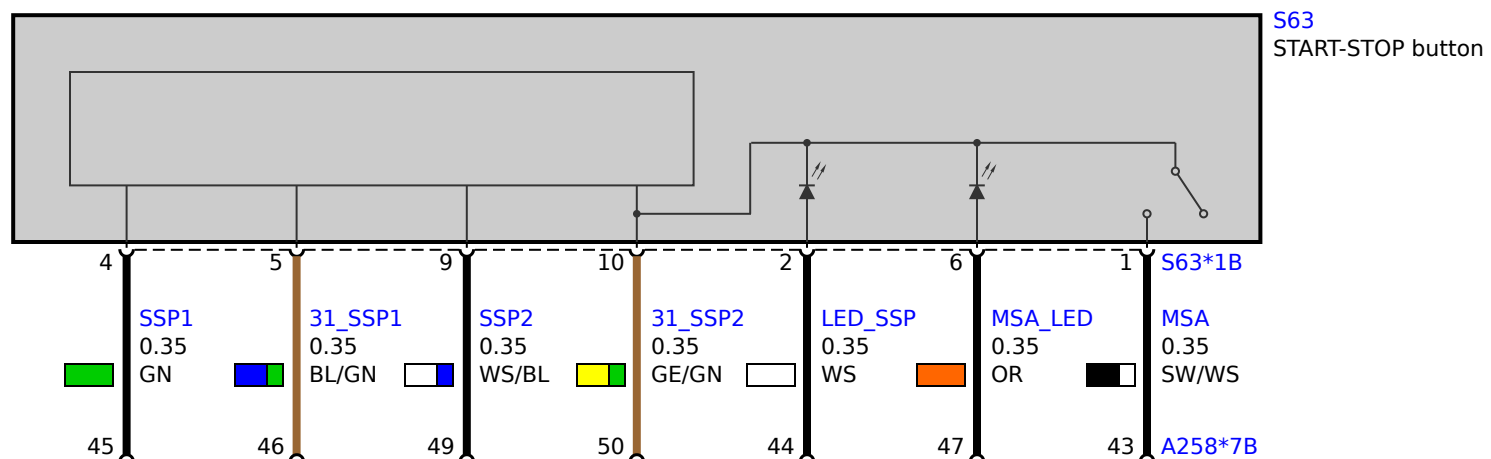 S63
START-STOP button
4 5 9 10 2 6 1 S63*1B
SSP1 31_SSP1 SSP2 31_SSP2 LED_SSP MSA_LED MSA
0.35 0.35 0.35 0.35 0.35 0.35 0.35
GN BL/GN WS/BL GE/GN WS OR SW/WS
45 46 49 50 44 47 43 A258*7B